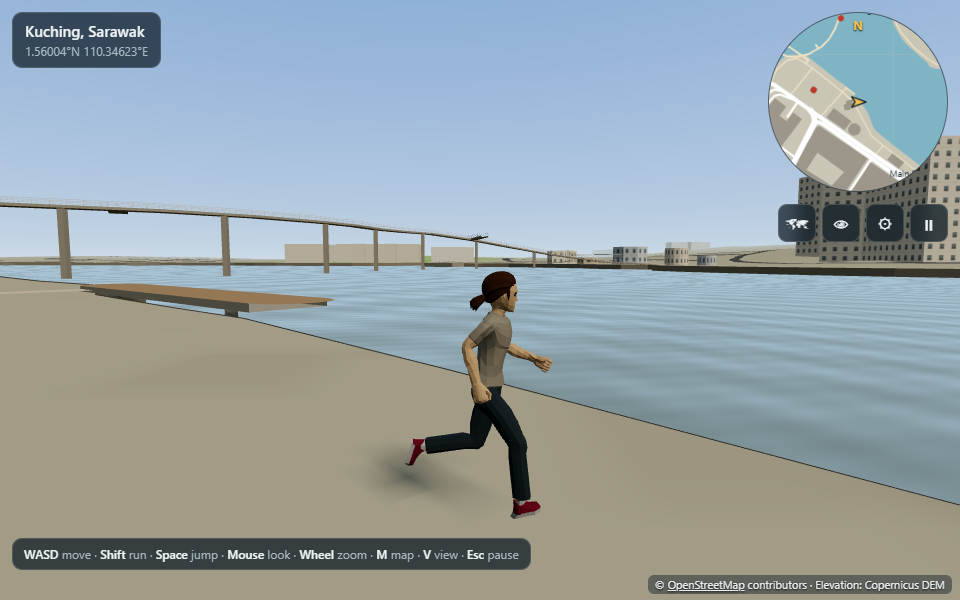 Kuching, Sarawak
1.56004°N 110.34623°E
N
Main
WASD move · Shift run · Space jump · Mouse look · Wheel zoom · M map · V view · Esc pause
© OpenStreetMap contributors · Elevation: Copernicus DEM